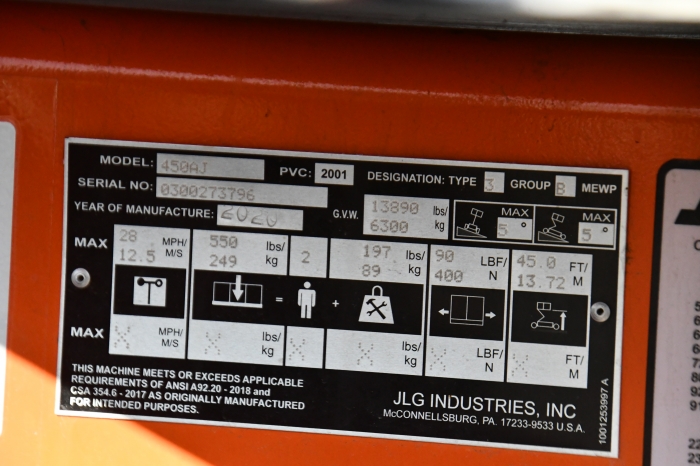 MODEL: 450AJ PVC: 2001 DESIGNATION: TYPE 3 GROUP B MEWP
SERIAL NO: 0300273796
YEAR OF MANUFACTURE: 2020 G.V.W. 13890 lbs/ 6300 kg MAX 5° MAX 5°
MAX 28 MPH/ 550 lbs/ 2 197 lbs/ 90 LBF/ 45.0 FT/
12.5 M/S 249 kg 89 kg 400 N 13.72 M
= +
MAX X MPH/ X lbs/ X X lbs/ X LBF/ X FT/
M/S kg kg N M
THIS MACHINE MEETS OR EXCEEDS APPLICABLE
REQUIREMENTS OF ANSI A92.20 - 2018 and
CSA 354.6 - 2017 AS ORIGINALLY MANUFACTURED
FOR INTENDED PURPOSES.
JLG INDUSTRIES, INC
McCONNELLSBURG, PA. 17233-9533 U.S.A.
1001253997 A